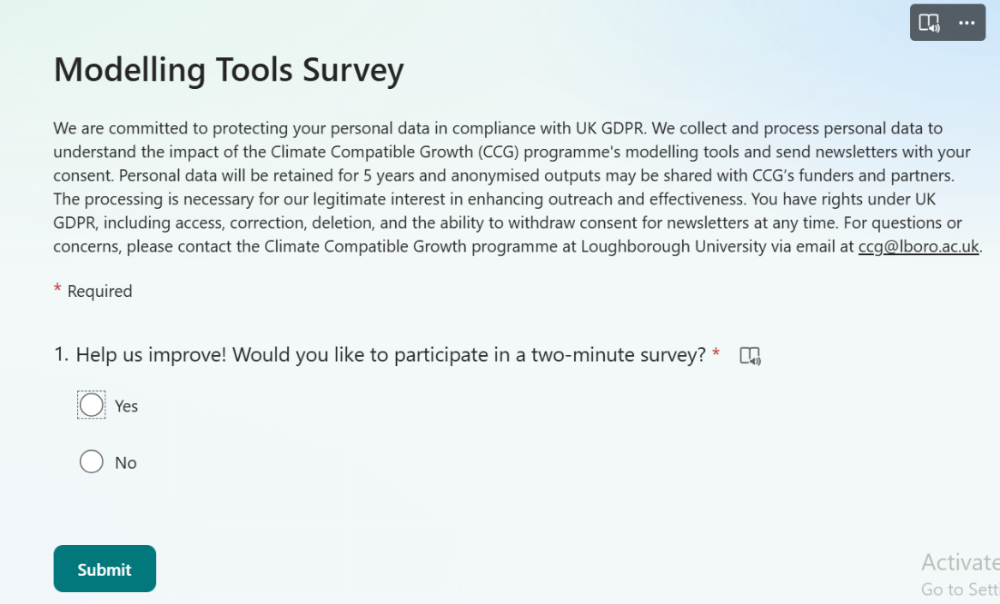 Modelling Tools Survey
We are committed to protecting your personal data in compliance with UK GDPR. We collect and process personal data to
understand the impact of the Climate Compatible Growth (CCG) programme's modelling tools and send newsletters with your
consent. Personal data will be retained for 5 years and anonymised outputs may be shared with CCG's funders and partners.
The processing is necessary for our legitimate interest in enhancing outreach and effectiveness. You have rights under UK
GDPR, including access, correction, deletion, and the ability to withdraw consent for newsletters at any time. For questions or
concerns, please contact the Climate Compatible Growth programme at Loughborough University via email at ccg@lboro.ac.uk.
* Required
1. Help us improve! Would you like to participate in a two-minute survey? *
Yes
No
Submit
Activate
Go to Setti